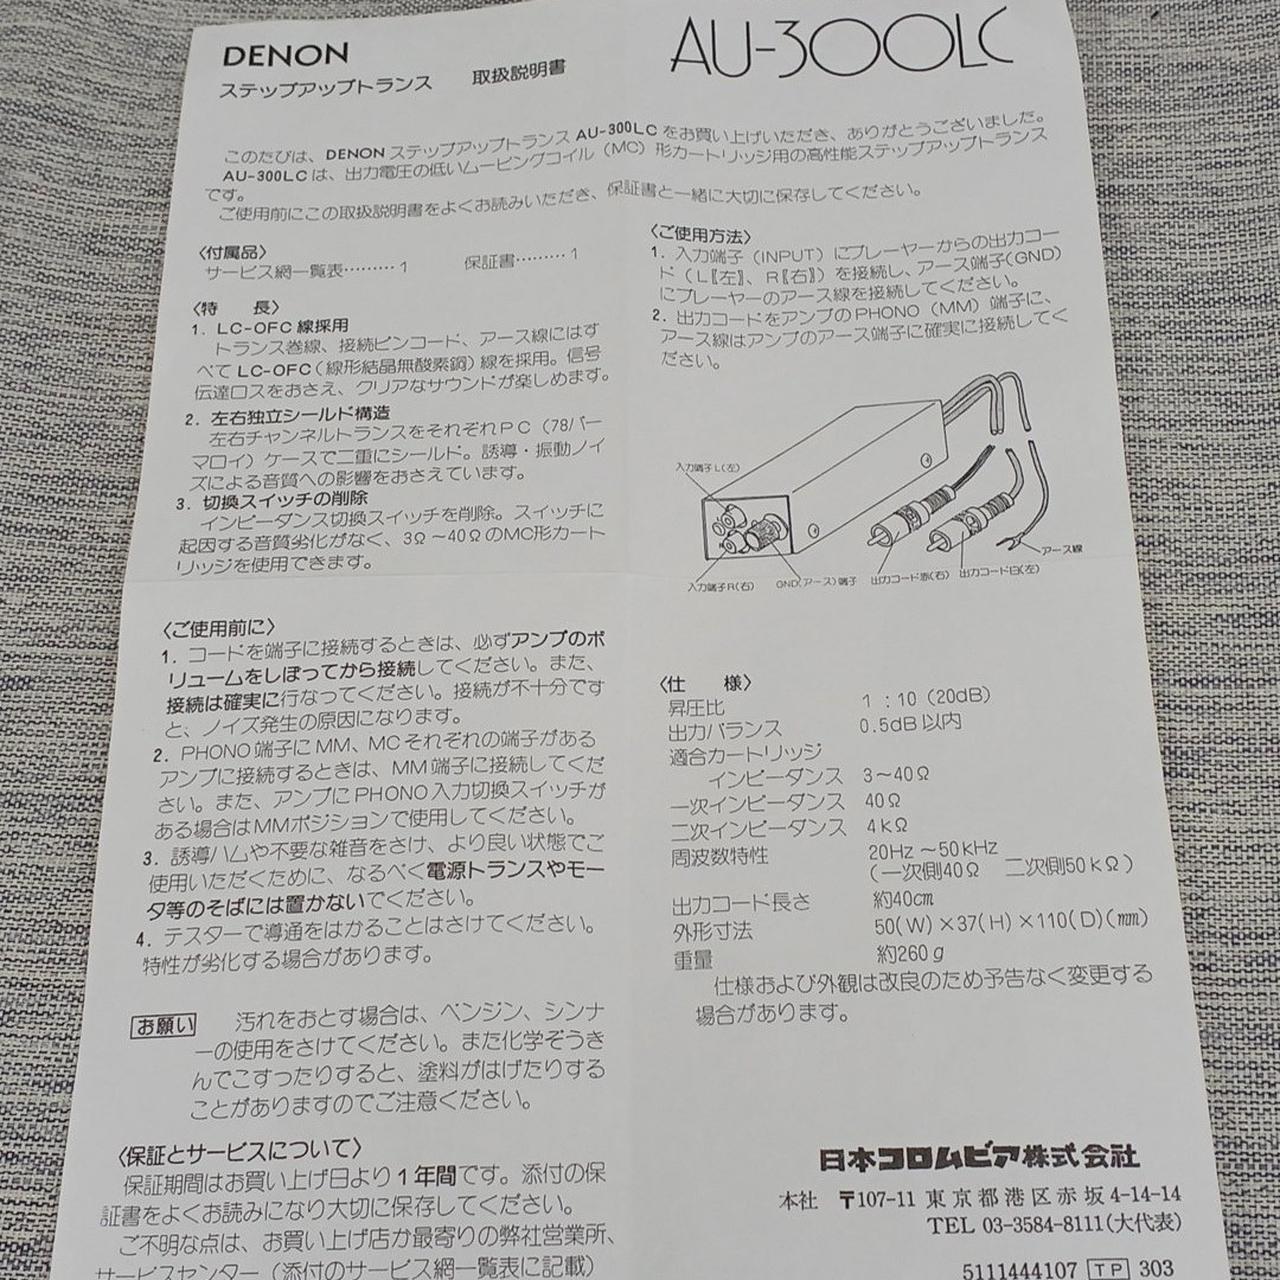 DENON
AU-300LC
ステップアップトランス 取扱説明書
このたびは、DENON ステップアップトランス AU-300LC をお買い上げいただき、ありがとうございました。
AU-300LC は、出力電圧の低いムービングコイル（MC）形カートリッジ用の高性能ステップアップトランス
です。
ご使用前にこの取扱説明書をよくお読みいただき、保証書と一緒に大切に保存してください。
〈付属品〉
サービス網一覧表………1 保証書………1
〈特　長〉
1. LC-OFC 線採用
トランス巻線、接続ピンコード、アース線にはす
べて LC-OFC（線形結晶無酸素銅）線を採用。信号
伝達ロスをおさえ、クリアなサウンドが楽しめます。
2. 左右独立シールド構造
左右チャンネルトランスをそれぞれPC（78パー
マロイ）ケースで二重にシールド。誘導・振動ノイ
ズによる音質への影響をおさえています。
3. 切換スイッチの削除
インピーダンス切換スイッチを削除。スイッチに
起因する音質劣化がなく、3Ω～40ΩのMC形カート
リッジを使用できます。
〈ご使用前に〉
1. コードを端子に接続するときは、必ずアンプのボ
リュームをしぼってから接続してください。また、
接続は確実に行なってください。接続が不十分です
と、ノイズ発生の原因になります。
2. PHONO端子にMM、MCそれぞれの端子がある
アンプに接続するときは、MM端子に接続してくだ
さい。また、アンプにPHONO入力切換スイッチが
ある場合はMMポジションで使用してください。
3. 誘導ハムや不要な雑音をさけ、より良い状態でご
使用いただくために、なるべく電源トランスやモー
タ等のそばには置かないでください。
4. テスターで導通をはかることはさけてください。
特性が劣化する場合があります。
お願い 汚れをおとす場合は、ベンジン、シンナ
ーの使用をさけてください。また化学ぞうき
んでこすったりすると、塗料がはげたりする
ことがありますのでご注意ください。
〈保証とサービスについて〉
保証期間はお買い上げ日より1年間です。添付の保
証書をよくお読みになり大切に保存してください。
ご不明な点は、お買い上げ店か最寄りの弊社営業所、
サービスセンター（添付のサービス網一覧表に記載）
〈ご使用方法〉
1. 入力端子（INPUT）にプレーヤーからの出力コー
ド（L〖左〗、R〖右〗）を接続し、アース端子(GND)
にプレーヤーのアース線を接続してください。
2. 出力コードをアンプのPHONO（MM）端子に、
アース線はアンプのアース端子に確実に接続してく
ださい。
入力端子L(左)
入力端子R(右)
GND(アース)端子
出力コード赤(右)
出力コード白(左)
アース線
〈仕　様〉
昇圧比 1：10（20dB）
出力バランス 0.5dB以内
適合カートリッジ
インピーダンス 3～40Ω
一次インピーダンス 40Ω
二次インピーダンス 4kΩ
周波数特性 20Hz～50kHz
（一次側40Ω 二次側50kΩ）
出力コード長さ 約40cm
外形寸法 50(W)×37(H)×110(D)(mm)
重量 約260g
仕様および外観は改良のため予告なく変更する
場合があります。
日本コロムビア株式会社
本社 〒107-11 東京都港区赤坂4-14-14
TEL 03-3584-8111(大代表)
5111444107 TP 303